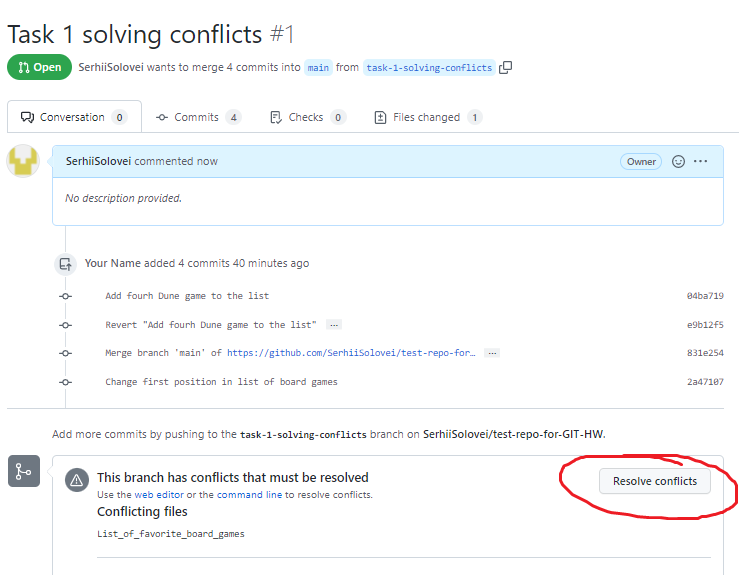 Task 1 solving conflicts #1
Open SerhiiSolovei wants to merge 4 commits into main from task-1-solving-conflicts
Conversation 0 Commits 4 Checks 0 Files changed 1
SerhiiSolovei commented now Owner ...
No description provided.
Your Name added 4 commits 40 minutes ago
Add fourh Dune game to the list 04ba719
Revert "Add fourh Dune game to the list" ... e9b12f5
Merge branch 'main' of https://github.com/SerhiiSolovei/test-repo-for… ... 831e254
Change first position in list of board games 2a47107
Add more commits by pushing to the task-1-solving-conflicts branch on SerhiiSolovei/test-repo-for-GIT-HW.
This branch has conflicts that must be resolved Resolve conflicts
Use the web editor or the command line to resolve conflicts.
Conflicting files
List_of_favorite_board_games